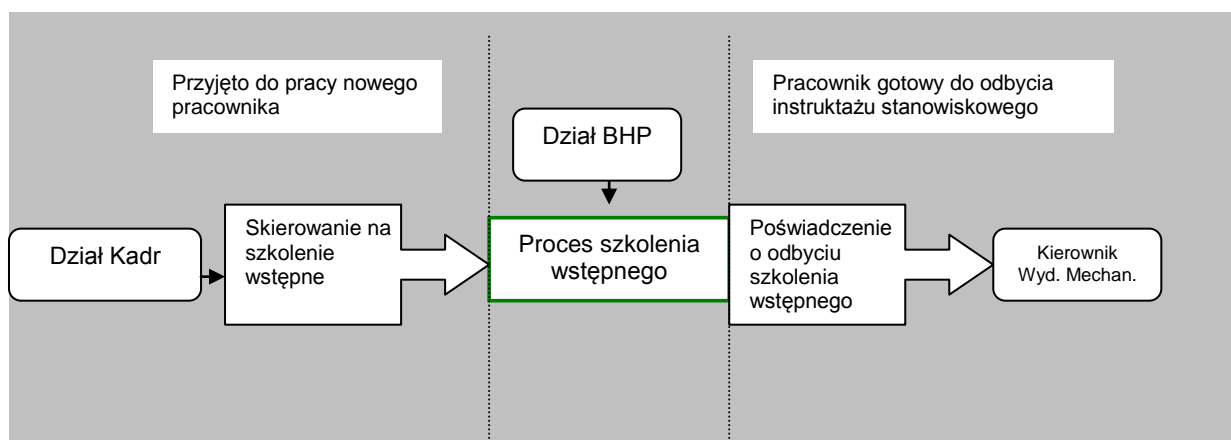 Przyjęto do pracy nowego
pracownika
Pracownik gotowy do odbycia
instruktażu stanowiskowego
Dział BHP
Dział Kadr
Skierowanie na
szkolenie
wstępne
Proces szkolenia
wstępnego
Poświadczenie
o odbyciu
szkolenia
wstępnego
Kierownik
Wyd. Mechan.